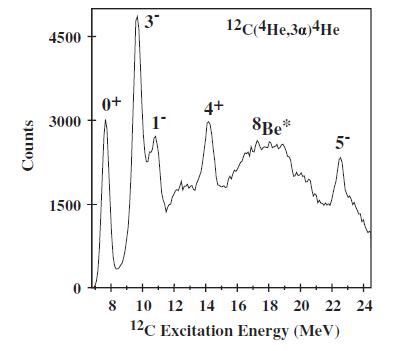 ¹²C(⁴He,3α)⁴He
3⁻
0+
1⁻
4+
8Be*
5⁻
Counts
4500
3000
1500
0
8 10 12 14 16 18 20 22 24
¹²C Excitation Energy (MeV)